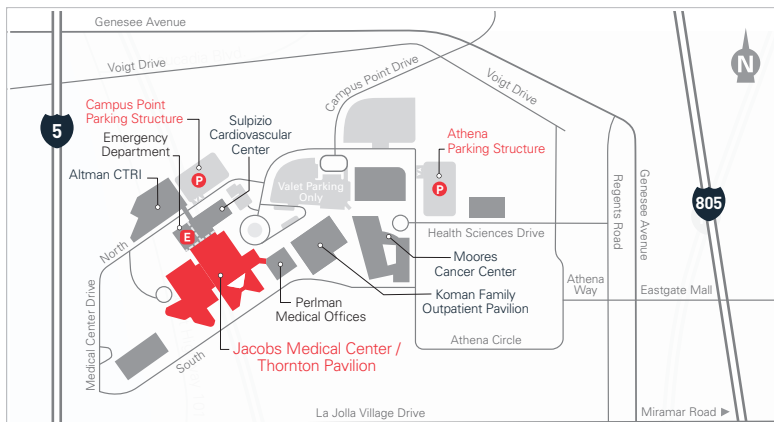 Genesee Avenue
Voigt Drive
Campus Point Drive
Voigt Drive
N
5
Campus Point
Parking Structure
Sulpizio
Cardiovascular
Center
Emergency
Department
Altman CTRI
P
E
Valet Parking
Only
Athena
Parking Structure
P
805
Regents Road
Genesee Avenue
North
Health Sciences Drive
Moores
Cancer Center
Koman Family
Outpatient Pavilion
Perlman
Medical Offices
Athena
Way
Eastgate Mall
Medical Center Drive
South
Jacobs Medical Center /
Thornton Pavilion
Athena Circle
La Jolla Village Drive
Miramar Road ▶